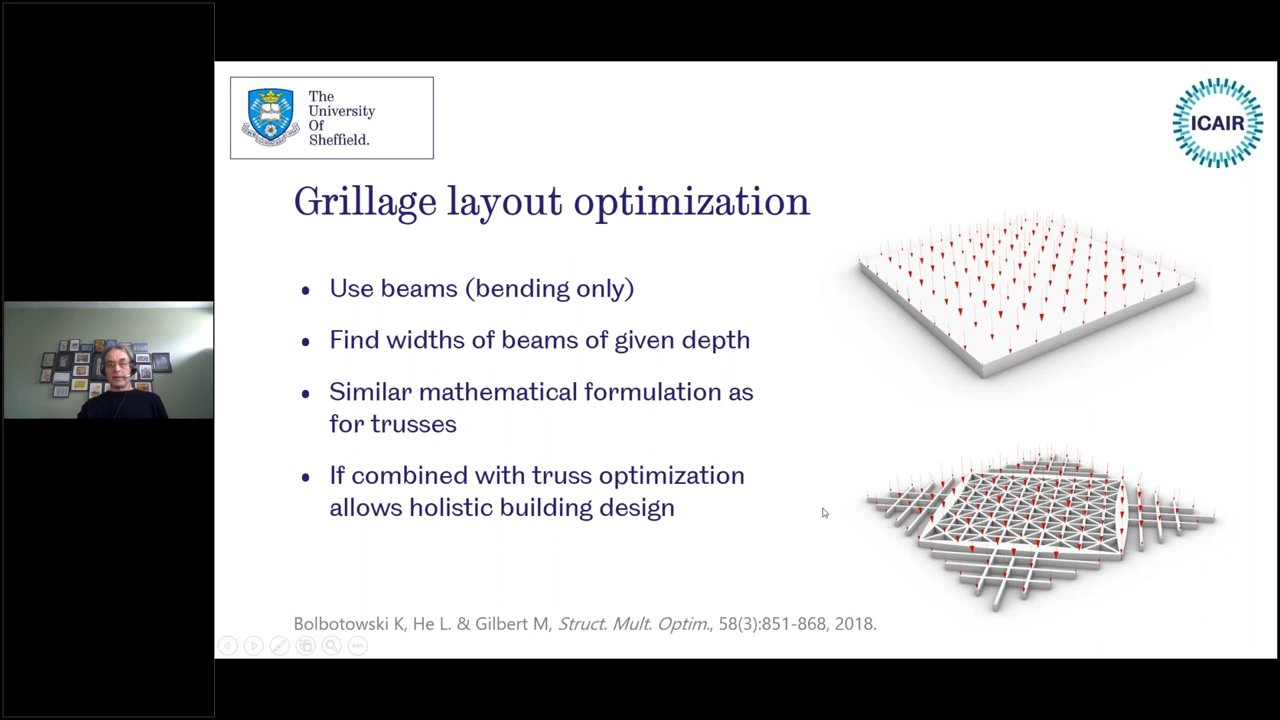 The
University
Of
Sheffield.
ICAIR
Grillage layout optimization
• Use beams (bending only)
• Find widths of beams of given depth
• Similar mathematical formulation as
for trusses
• If combined with truss optimization
allows holistic building design
Bolbotowski K, He L. & Gilbert M, Struct. Mult. Optim., 58(3):851-868, 2018.